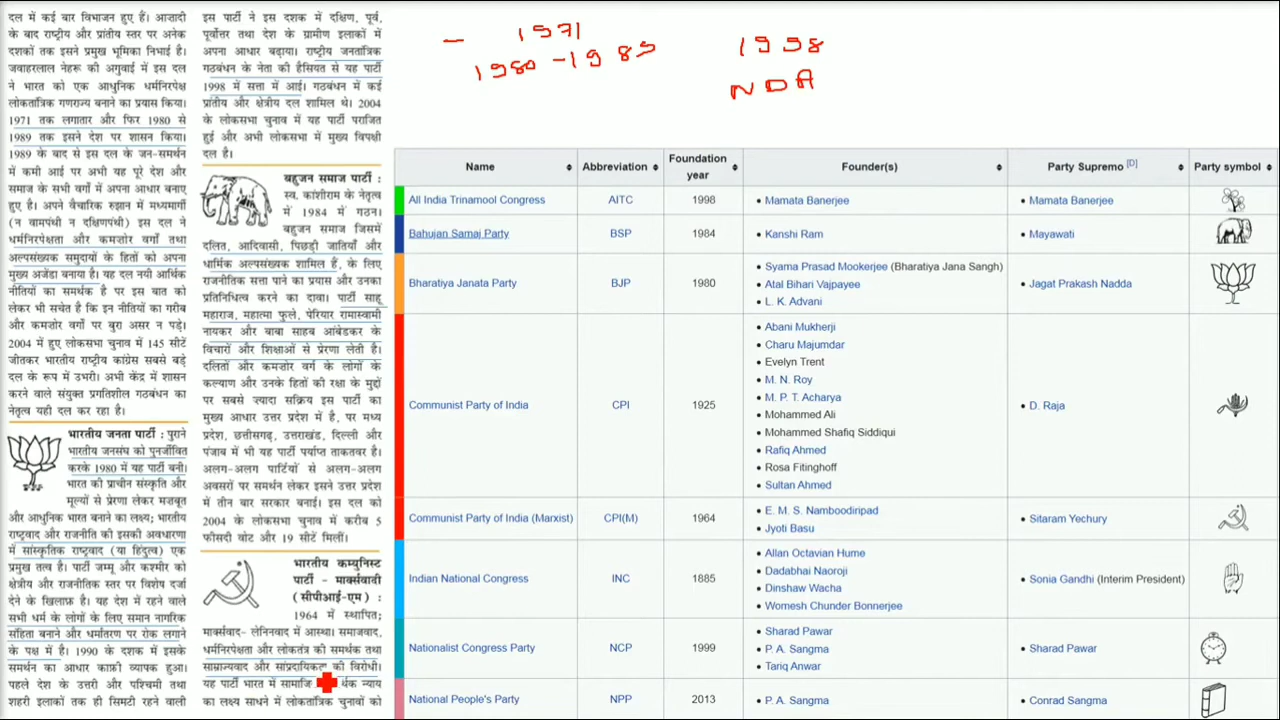 दल में कई बार विभाजन हुए हैं। आज़ादी
के बाद राष्ट्रीय और प्रांतीय स्तर पर अनेक
दशकों तक इसने प्रमुख भूमिका निभाई है।
जवाहरलाल नेहरू की अगुवाई में इस दल
ने भारत को एक आधुनिक धर्मनिरपेक्ष
लोकतांत्रिक गणराज्य बनाने का प्रयास किया।
1971 तक लगातार और फिर 1980 से
1989 तक इसने देश पर शासन किया।
1989 के बाद से इस दल के जन-समर्थन
में कमी आई पर अभी यह पूरे देश और
समाज के सभी वर्गों में अपना आधार बनाए
हुए है। अपने वैचारिक रुझान में मध्यमार्गी
(न वामपंथी न दक्षिणपंथी) इस दल ने
धर्मनिरपेक्षता और कमज़ोर वर्गों तथा
अल्पसंख्यक समुदायों के हितों को अपना
मुख्य अजेंडा बनाया है। यह दल नयी आर्थिक
नीतियों का समर्थक है पर इस बात को
लेकर भी सचेत है कि इन नीतियों का गरीब
और कमज़ोर वर्गों पर बुरा असर न पड़े।
2004 में हुए लोकसभा चुनाव में 145 सीटें
जीतकर भारतीय राष्ट्रीय कांग्रेस सबसे बड़े
दल के रूप में उभरी। अभी केंद्र में शासन
करने वाले संयुक्त प्रगतिशील गठबंधन का
नेतृत्व यही दल कर रहा है।
भारतीय जनता पार्टी : पुराने
भारतीय जनसंघ को पुनर्जीवित
करके 1980 में यह पार्टी बनी।
भारत की प्राचीन संस्कृति और
मूल्यों से प्रेरणा लेकर मज़बूत
और आधुनिक भारत बनाने का लक्ष्य; भारतीय
राष्ट्रवाद और राजनीति की इसकी अवधारणा
में सांस्कृतिक राष्ट्रवाद (या हिंदुत्व) एक
प्रमुख तत्व है। पार्टी जम्मू और कश्मीर को
क्षेत्रीय और राजनीतिक स्तर पर विशेष दर्जा
देने के खिलाफ़ है। यह देश में रहने वाले
सभी धर्म के लोगों के लिए समान नागरिक
संहिता बनाने और धर्मांतरण पर रोक लगाने
के पक्ष में है। 1990 के दशक में इसके
समर्थन का आधार काफ़ी व्यापक हुआ।
पहले देश के उत्तरी और पश्चिमी तथा
शहरी इलाकों तक ही सिमटी रहने वाली
इस पार्टी ने इस दशक में दक्षिण, पूर्व,
पूर्वोत्तर तथा देश के ग्रामीण इलाकों में
अपना आधार बढ़ाया। राष्ट्रीय जनतांत्रिक
गठबंधन के नेता की हैसियत से यह पार्टी
1998 में सत्ता में आई। गठबंधन में कई
प्रांतीय और क्षेत्रीय दल शामिल थे। 2004
के लोकसभा चुनाव में यह पार्टी पराजित
हुई और अभी लोकसभा में मुख्य विपक्षी
दल है।
बहुजन समाज पार्टी :
स्व. कांशीराम के नेतृत्व
में 1984 में गठन।
बहुजन समाज जिसमें
दलित, आदिवासी, पिछड़ी जातियाँ और
धार्मिक अल्पसंख्यक शामिल हैं, के लिए
राजनीतिक सत्ता पाने का प्रयास और उनका
प्रतिनिधित्व करने का दावा। पार्टी साहू
महाराज, महात्मा फुले, पेरियार रामास्वामी
नायकर और बाबा साहब आंबेडकर के
विचारों और शिक्षाओं से प्रेरणा लेती है।
दलितों और कमज़ोर वर्ग के लोगों के
कल्याण और उनके हितों की रक्षा के मुद्दों
पर सबसे ज्यादा सक्रिय इस पार्टी का
मुख्य आधार उत्तर प्रदेश में है, पर मध्य
प्रदेश, छत्तीसगढ़, उत्तराखंड, दिल्ली और
पंजाब में भी यह पार्टी पर्याप्त ताकतवर है।
अलग-अलग पार्टियों से अलग-अलग
अवसरों पर समर्थन लेकर इसने उत्तर प्रदेश
में तीन बार सरकार बनाई। इस दल को
2004 के लोकसभा चुनाव में करीब 5
फीसदी वोट और 19 सीटें मिलीं।
भारतीय कम्युनिस्ट
पार्टी - मार्क्सवादी
(सीपीआई-एम) :
1964 में स्थापित;
मार्क्सवाद- लेनिनवाद में आस्था। समाजवाद,
धर्मनिरपेक्षता और लोकतंत्र की समर्थक तथा
साम्राज्यवाद और सांप्रदायिकता की विरोधी।
यह पार्टी भारत में न्याय
का लक्ष्य साधने में लोकतांत्रिक चुनावों को
- 1971
1980 - 1989
1998
NDA
Name Abbreviation Foundation year Founder(s) Party Supremo [D] Party symbol
All India Trinamool Congress AITC 1998 • Mamata Banerjee • Mamata Banerjee
Bahujan Samaj Party BSP 1984 • Kanshi Ram • Mayawati
• Syama Prasad Mookerjee (Bharatiya Jana Sangh)
Bharatiya Janata Party BJP 1980 • Atal Bihari Vajpayee • Jagat Prakash Nadda
• L. K. Advani
• Abani Mukherji
• Charu Majumdar
• Evelyn Trent
• M. N. Roy
• M. P. T. Acharya
Communist Party of India CPI 1925 • Mohammed Ali • D. Raja
• Mohammed Shafiq Siddiqui
• Rafiq Ahmed
• Rosa Fitinghoff
• Sultan Ahmed
• E. M. S. Namboodiripad
Communist Party of India (Marxist) CPI(M) 1964 • Jyoti Basu • Sitaram Yechury
• Allan Octavian Hume
• Dadabhai Naoroji
Indian National Congress INC 1885 • Dinshaw Wacha • Sonia Gandhi (Interim President)
• Womesh Chunder Bonnerjee
• Sharad Pawar
Nationalist Congress Party NCP 1999 • P. A. Sangma • Sharad Pawar
• Tariq Anwar
National People's Party NPP 2013 • P. A. Sangma • Conrad Sangma